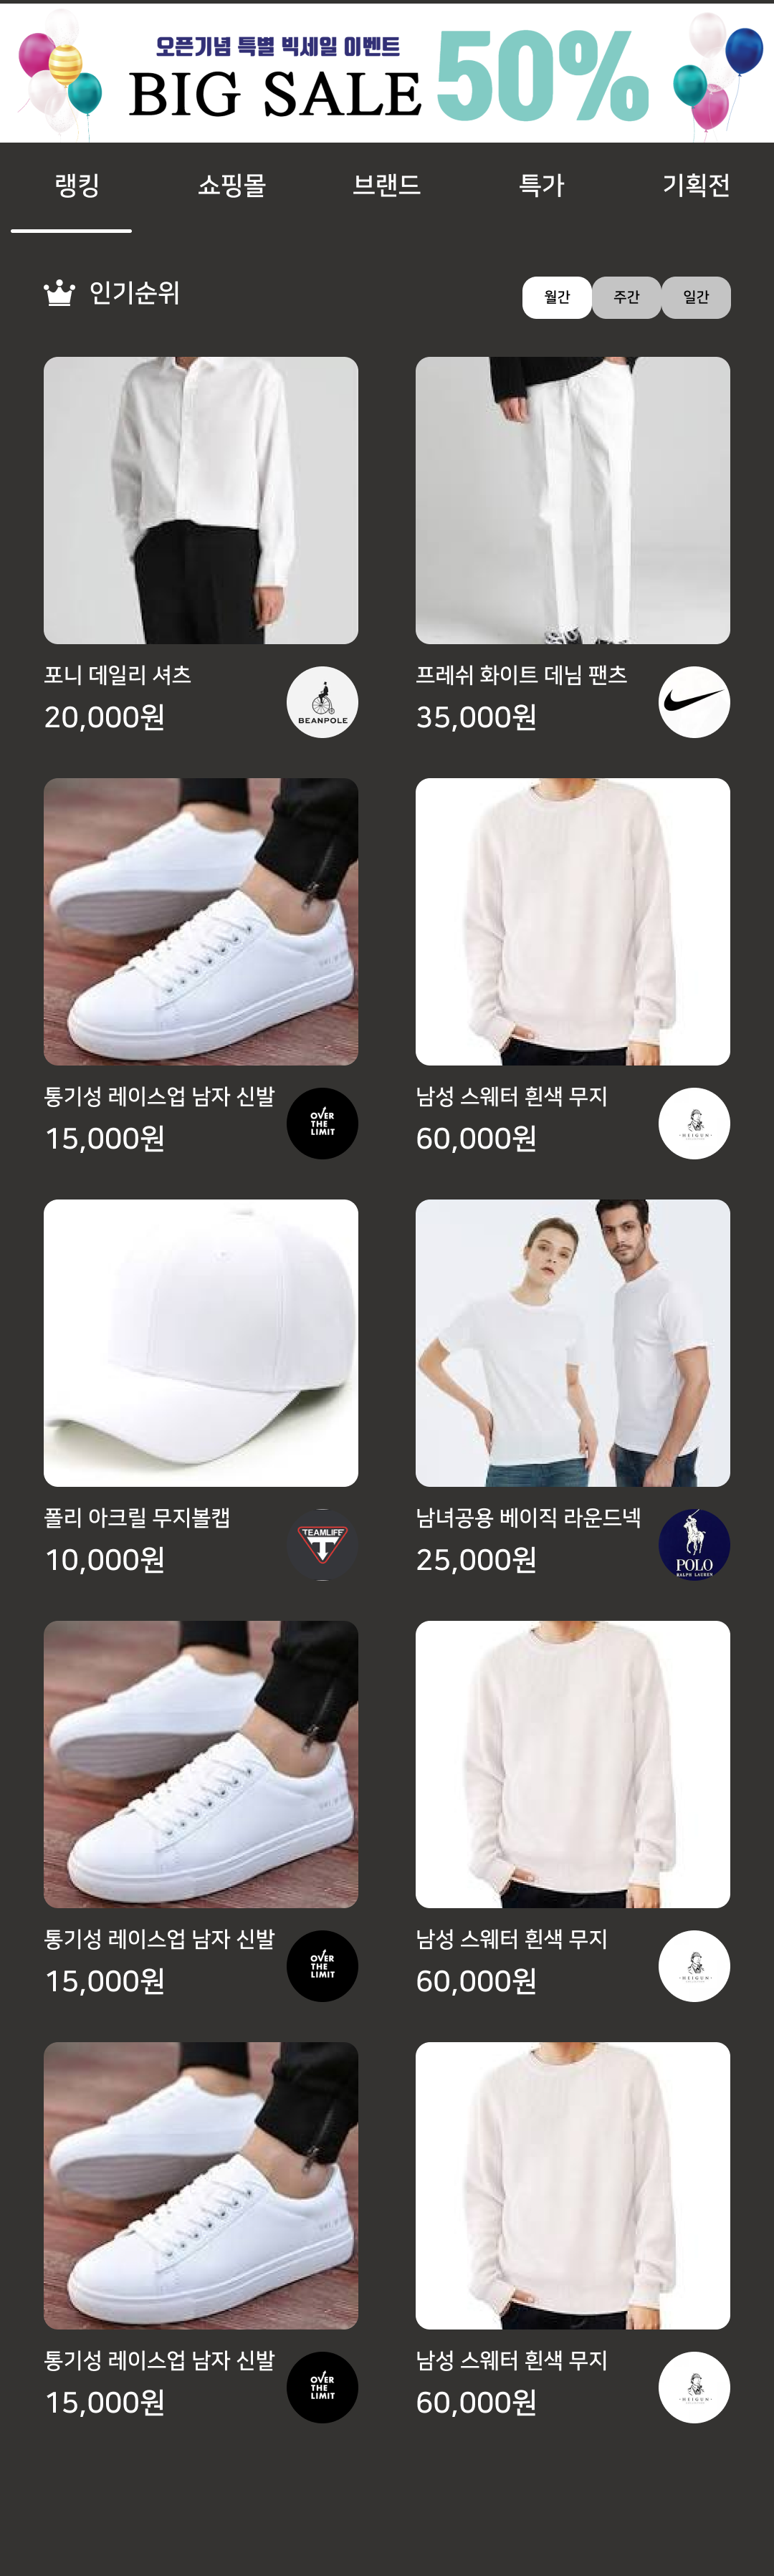 오픈기념 특별 빅세일 이벤트
BIG SALE 50%
랭킹 쇼핑몰 브랜드 특가 기획전
인기순위 월간 주간 일간
포니 데일리 셔츠
20,000원
BEANPOLE
프레쉬 화이트 데님 팬츠
35,000원
통기성 레이스업 남자 신발
15,000원
OVER
THE
LIMIT
남성 스웨터 흰색 무지
60,000원
·HEIGUM·
폴리 아크릴 무지볼캡
10,000원
TEAMLIFF
남녀공용 베이직 라운드넥
25,000원
POLO
RALPH LAUREN
통기성 레이스업 남자 신발
15,000원
OVER
THE
LIMIT
남성 스웨터 흰색 무지
60,000원
·HEIGUM·
통기성 레이스업 남자 신발
15,000원
OVER
THE
LIMIT
남성 스웨터 흰색 무지
60,000원
·HEIGUM·